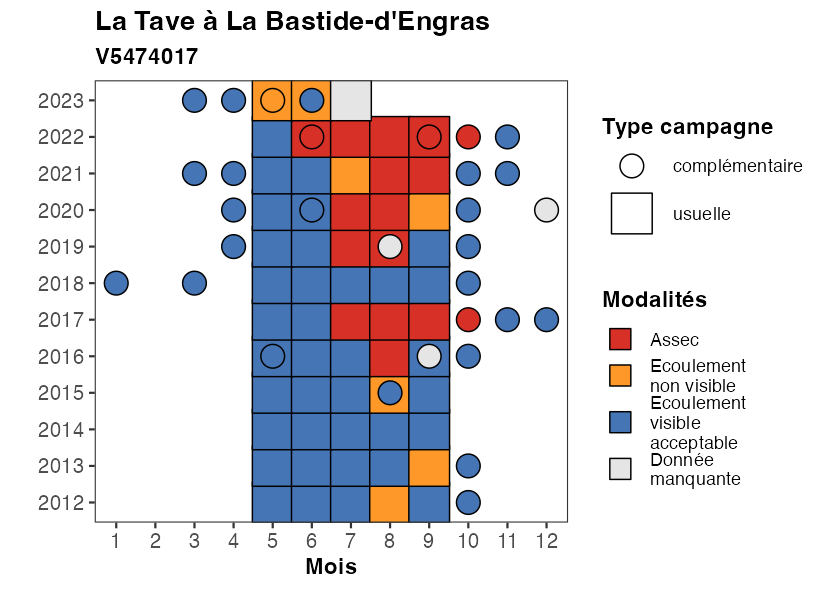 La Tave à La Bastide-d'Engras
V5474017
2023
2022
2021
2020
2019
2018
2017
2016
2015
2014
2013
2012
1 2 3 4 5 6 7 8 9 10 11 12
Mois
Type campagne
complémentaire
usuelle
Modalités
Assec
Ecoulement
non visible
Ecoulement
visible
acceptable
Donnée
manquante